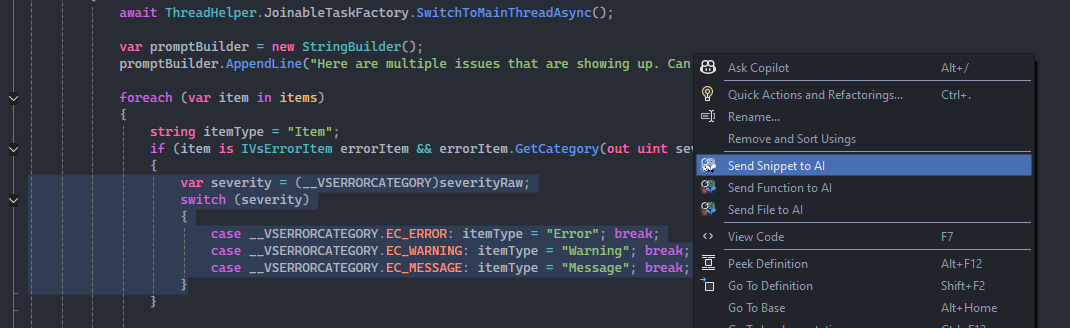 await ThreadHelper.JoinableTaskFactory.SwitchToMainThreadAsync();
var promptBuilder = new StringBuilder();
promptBuilder.AppendLine("Here are multiple issues that are showing up. Can
foreach (var item in items)
{
string itemType = "Item";
if (item is IVsErrorItem errorItem && errorItem.GetCategory(out uint sev
{
var severity = (__VSERRORCATEGORY)severityRaw;
switch (severity)
{
case __VSERRORCATEGORY.EC_ERROR: itemType = "Error"; break;
case __VSERRORCATEGORY.EC_WARNING: itemType = "Warning"; break;
case __VSERRORCATEGORY.EC_MESSAGE: itemType = "Message"; break;
}
}
Ask Copilot Alt+/
Quick Actions and Refactorings... Ctrl+.
Rename...
Remove and Sort Usings
Send Snippet to AI
Send Function to AI
Send File to AI
View Code F7
Peek Definition Alt+F12
Go To Definition Shift+F2
Go To Base Alt+Home